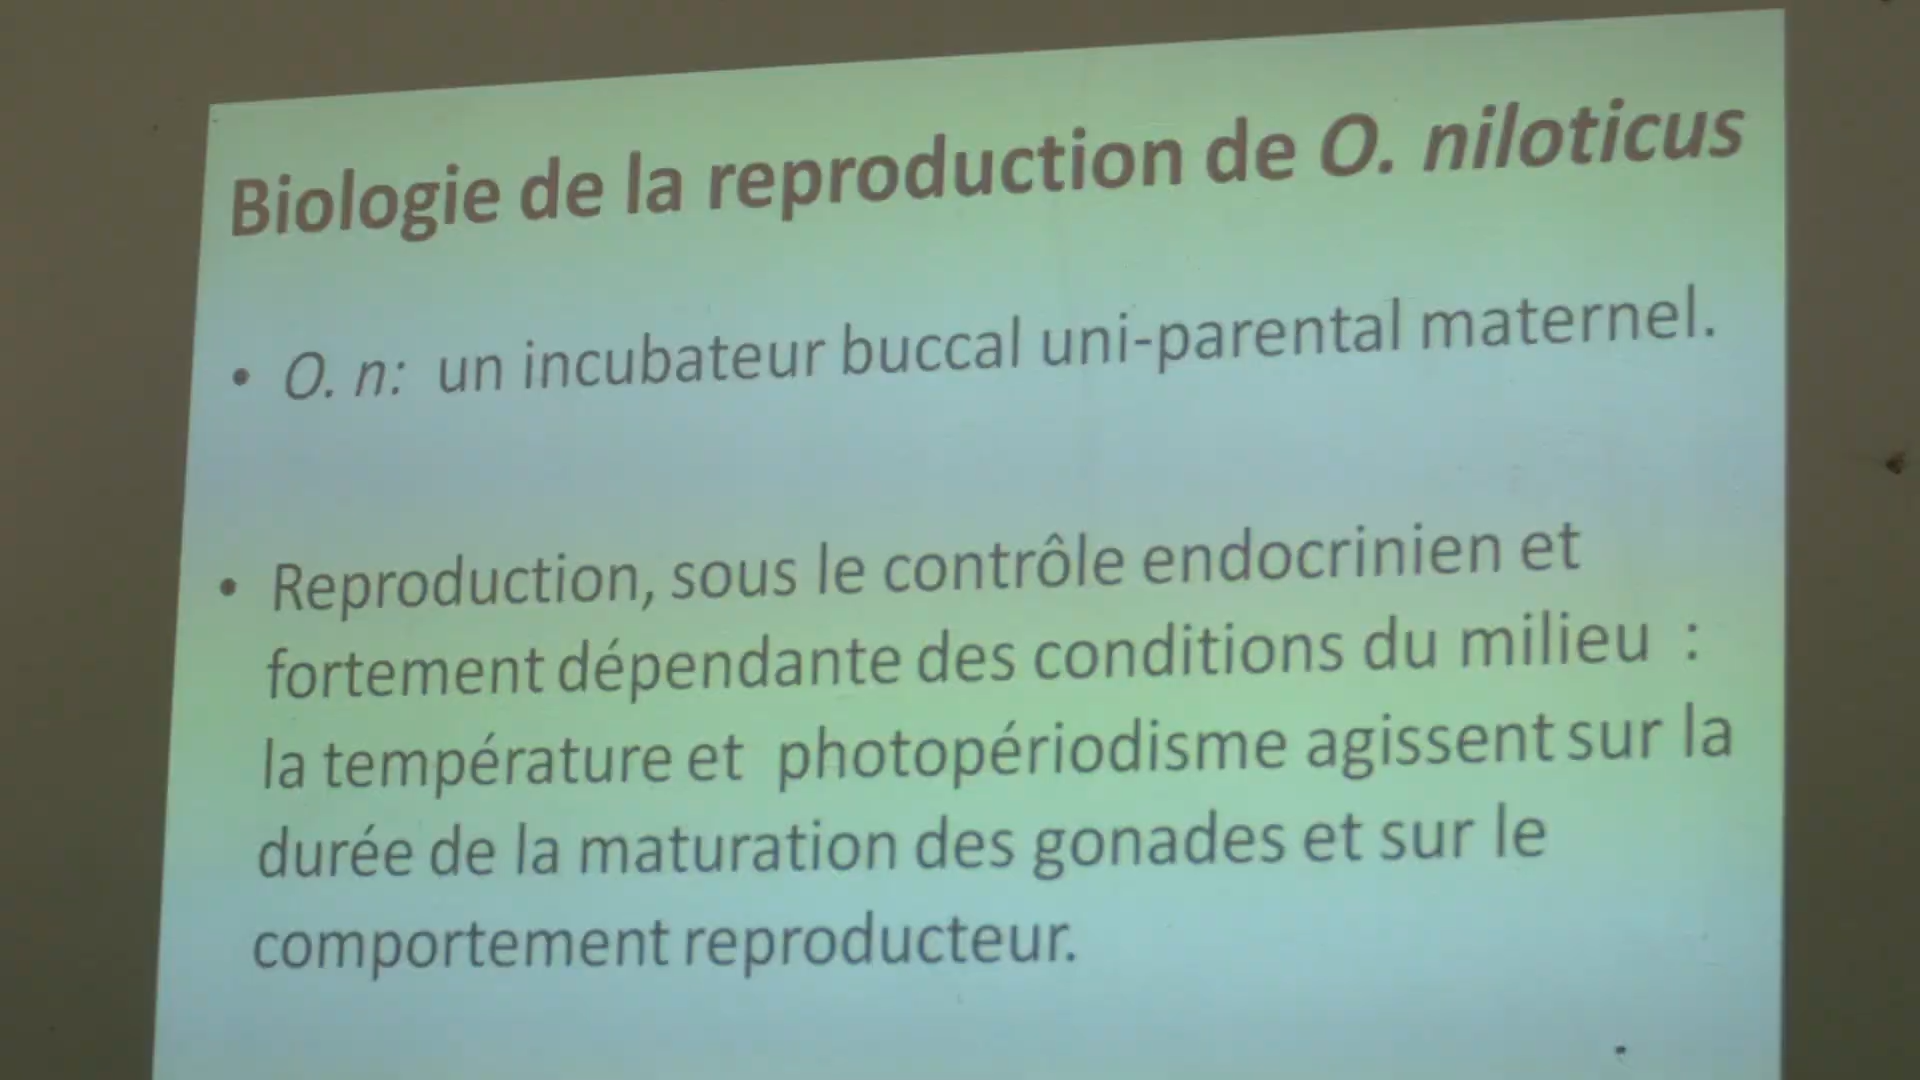 Biologie de la reproduction de O. niloticus
• O. n: un incubateur buccal uni-parental maternel.
• Reproduction, sous le contrôle endocrinien et
fortement dépendante des conditions du milieu :
la température et photopériodisme agissent sur la
durée de la maturation des gonades et sur le
comportement reproducteur.